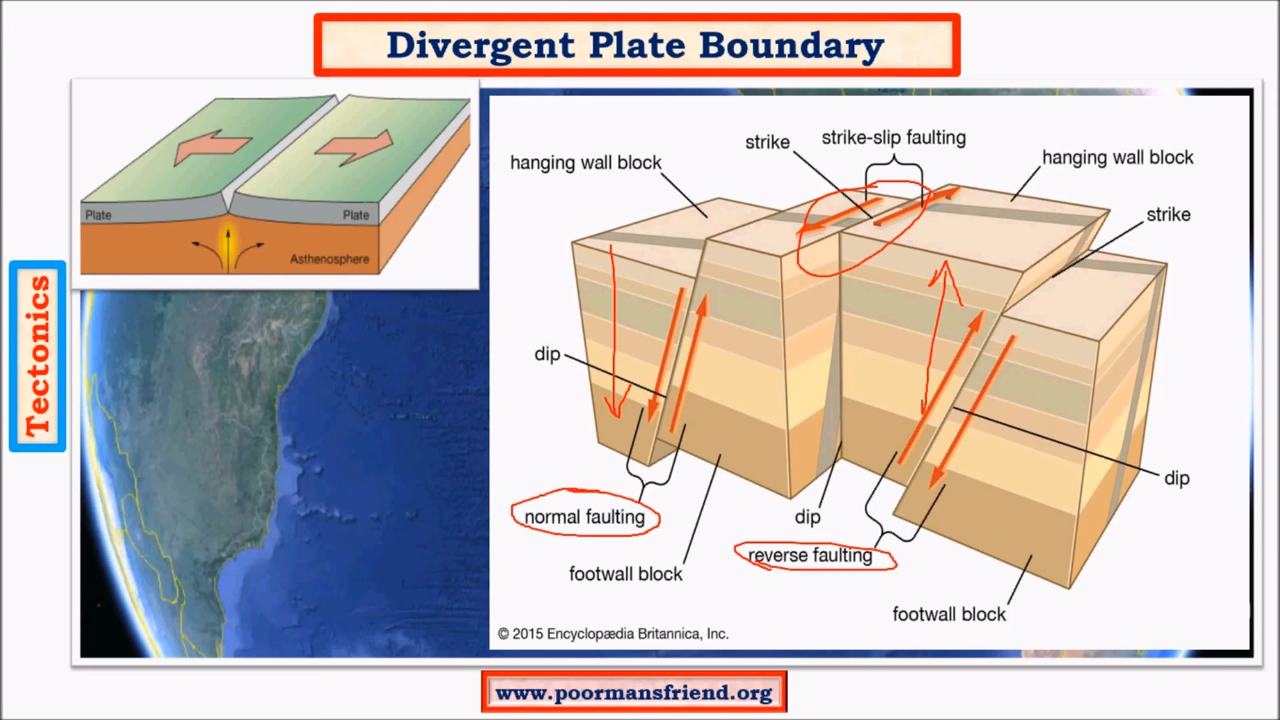 Divergent Plate Boundary
Tectonics
Plate
Plate
Asthenosphere
strike-slip faulting
strike
hanging wall block
hanging wall block
strike
dip
dip
normal faulting
dip
reverse faulting
footwall block
footwall block
© 2015 Encyclopædia Britannica, Inc.
www.poormansfriend.org